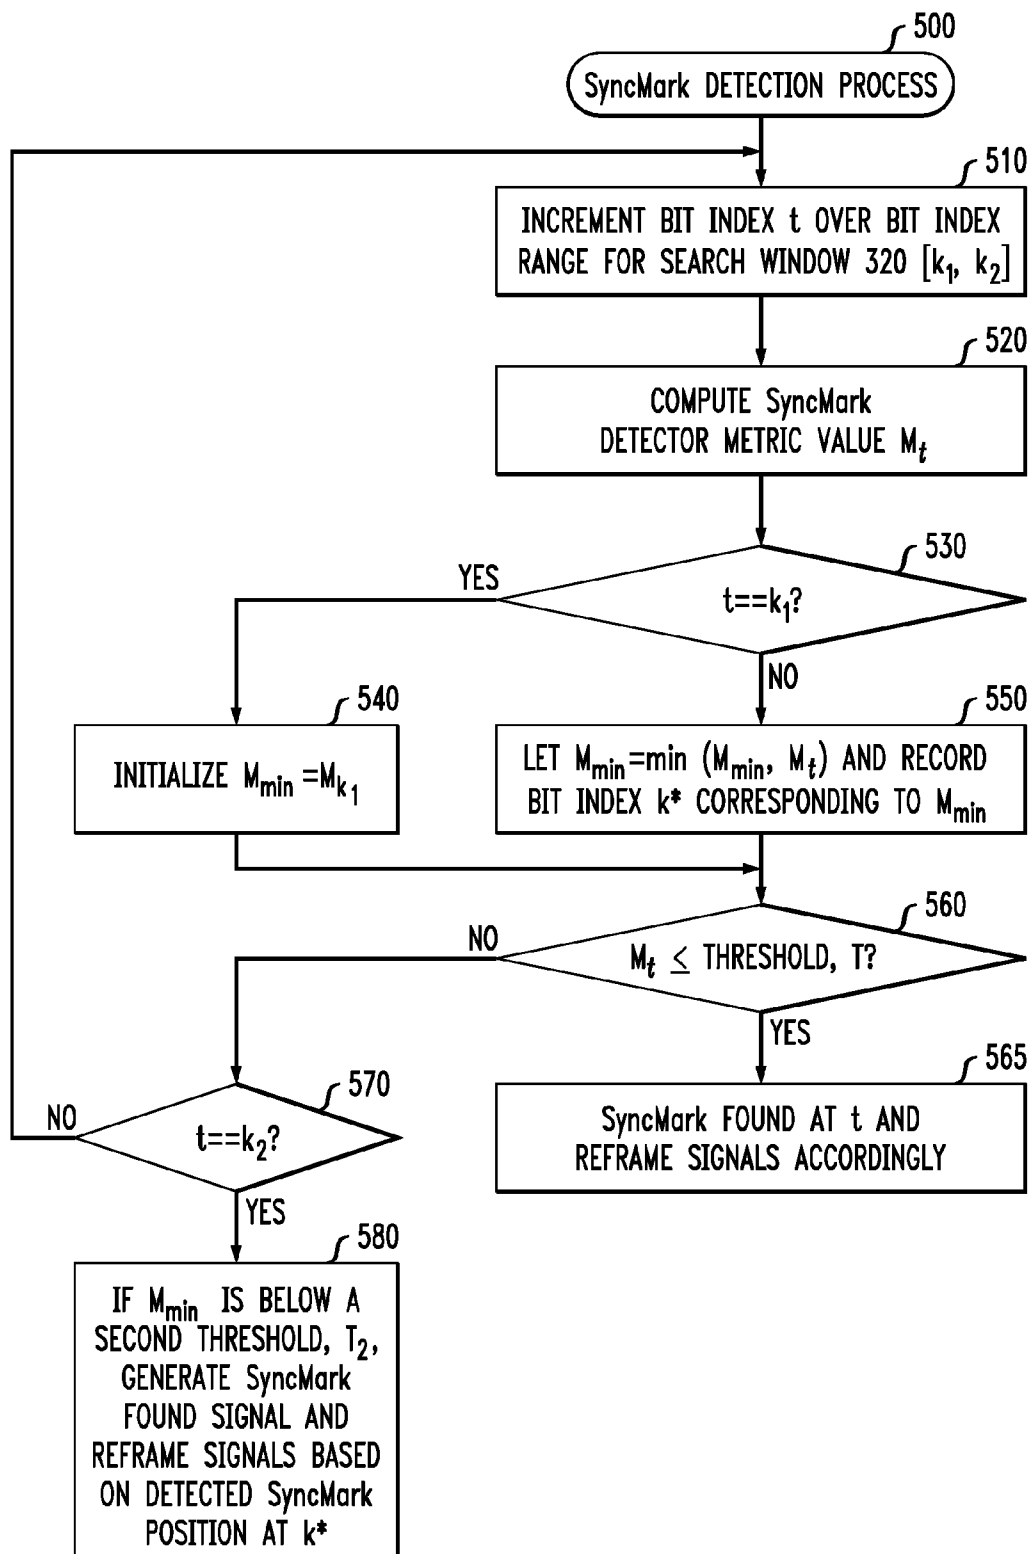 500
SyncMark DETECTION PROCESS
510
INCREMENT BIT INDEX t OVER BIT INDEX
RANGE FOR SEARCH WINDOW 320 [k₁, k₂]
520
COMPUTE SyncMark
DETECTOR METRIC VALUE Mₜ
530
YES
t==k₁?
NO
540
INITIALIZE Mmin =Mk₁
550
LET Mmin=min (Mmin, Mₜ) AND RECORD
BIT INDEX k* CORRESPONDING TO Mmin
560
NO
Mₜ ≤ THRESHOLD, T?
YES
565
SyncMark FOUND AT t AND
REFRAME SIGNALS ACCORDINGLY
570
NO
t==k₂?
YES
580
IF Mmin IS BELOW A
SECOND THRESHOLD, T₂,
GENERATE SyncMark
FOUND SIGNAL AND
REFRAME SIGNALS BASED
ON DETECTED SyncMark
POSITION AT k*